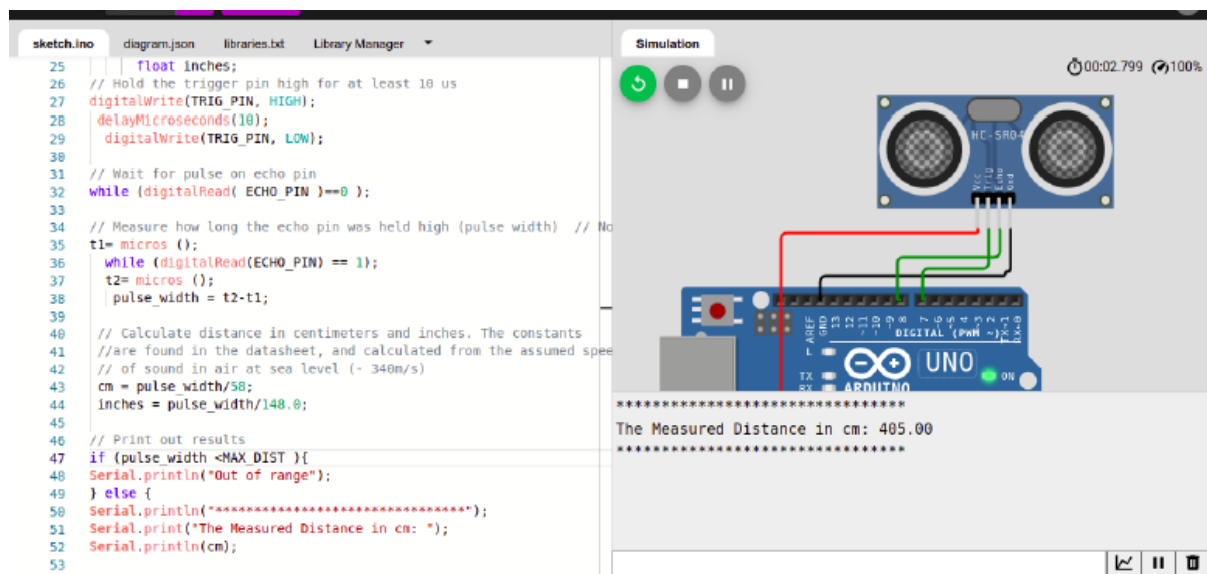 sketch.ino diagram.json libraries.txt Library Manager
25 float inches;
26 // Hold the trigger pin high for at least 10 us
27 digitalWrite(TRIG_PIN, HIGH);
28 delayMicroseconds(10);
29 digitalWrite(TRIG_PIN, LOW);
30
31 // Wait for pulse on echo pin
32 while (digitalRead( ECHO_PIN )==0 );
33
34 // Measure how long the echo pin was held high (pulse width) // No
35 t1= micros ();
36 while (digitalRead(ECHO_PIN) == 1);
37 t2= micros ();
38 pulse_width = t2-t1;
39
40 // Calculate distance in centimeters and inches. The constants
41 //are found in the datasheet, and calculated from the assumed spee
42 // of sound in air at sea level (~ 340m/s)
43 cm = pulse_width/58;
44 inches = pulse_width/148.0;
45
46 // Print out results
47 if (pulse_width <MAX_DIST ){
48 Serial.println("Out of range");
49 } else {
50 Serial.println("********************************");
51 Serial.print("The Measured Distance in cm: ");
52 Serial.println(cm);
53
Simulation
00:02.799 100%
HC-SR04
Vcc Trig Echo Gnd
AREF GND 13 12 ~11 ~10 ~9 8 7 ~6 ~5 4 ~3 2 TX→1 RX←0
DIGITAL (PWM ~)
L
TX
RX
UNO
ON
ARDUINO
********************************
The Measured Distance in cm: 405.00
********************************